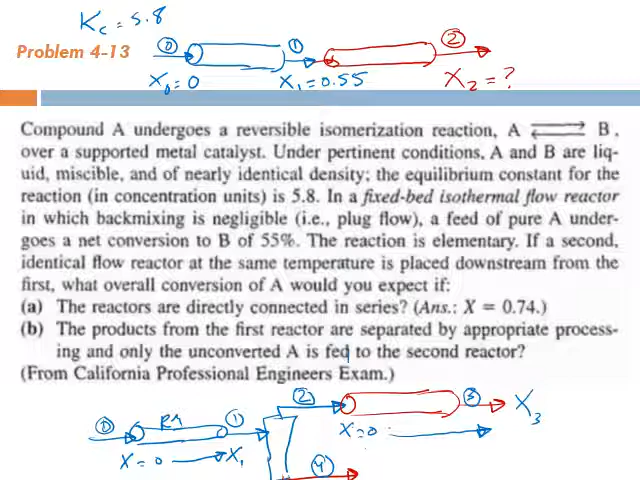 Kc = 5.8
Problem 4-13
0 1 2
X₀ = 0 X₁ = 0.55 X₂ = ?
Compound A undergoes a reversible isomerization reaction, A ⇄ B,
over a supported metal catalyst. Under pertinent conditions, A and B are liq-
uid, miscible, and of nearly identical density; the equilibrium constant for the
reaction (in concentration units) is 5.8. In a fixed-bed isothermal flow reactor
in which backmixing is negligible (i.e., plug flow), a feed of pure A under-
goes a net conversion to B of 55%. The reaction is elementary. If a second,
identical flow reactor at the same temperature is placed downstream from the
first, what overall conversion of A would you expect if:
(a) The reactors are directly connected in series? (Ans.: X = 0.74.)
(b) The products from the first reactor are separated by appropriate process-
ing and only the unconverted A is fed to the second reactor?
(From California Professional Engineers Exam.)
2 3 X₃
0 1
X=0 X₁ X=0
4